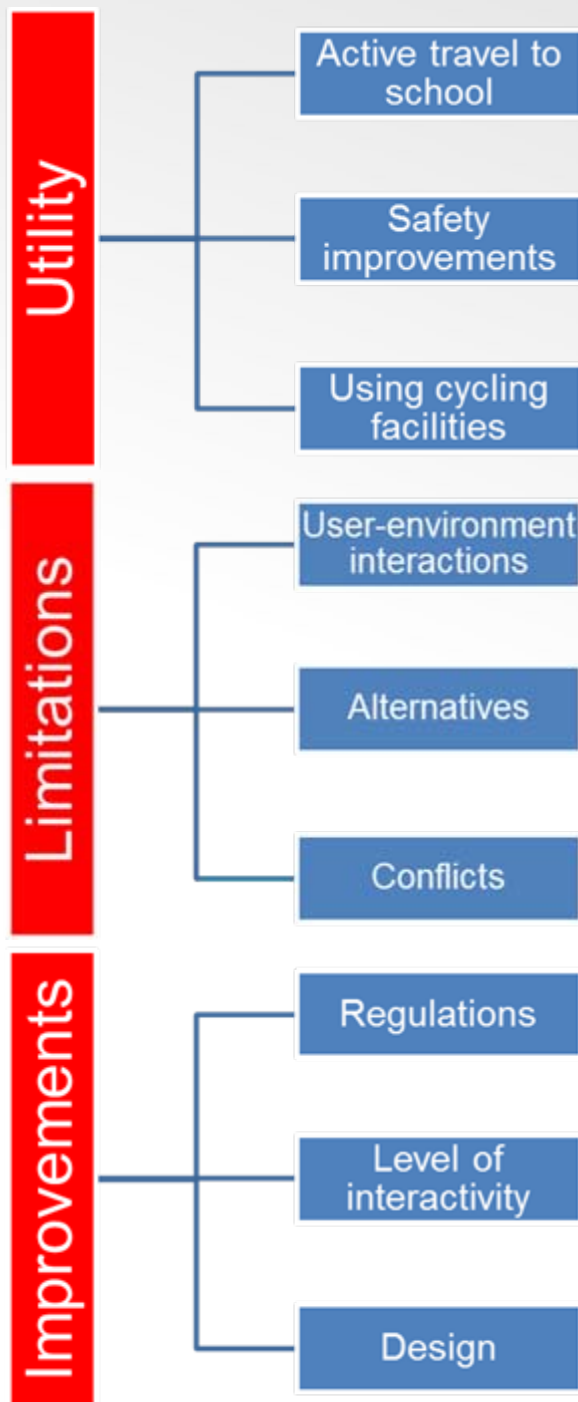 Utility
Active travel to
school
Safety
improvements
Using cycling
facilities
Limitations
User-environment
interactions
Alternatives
Conflicts
Improvements
Regulations
Level of
interactivity
Design